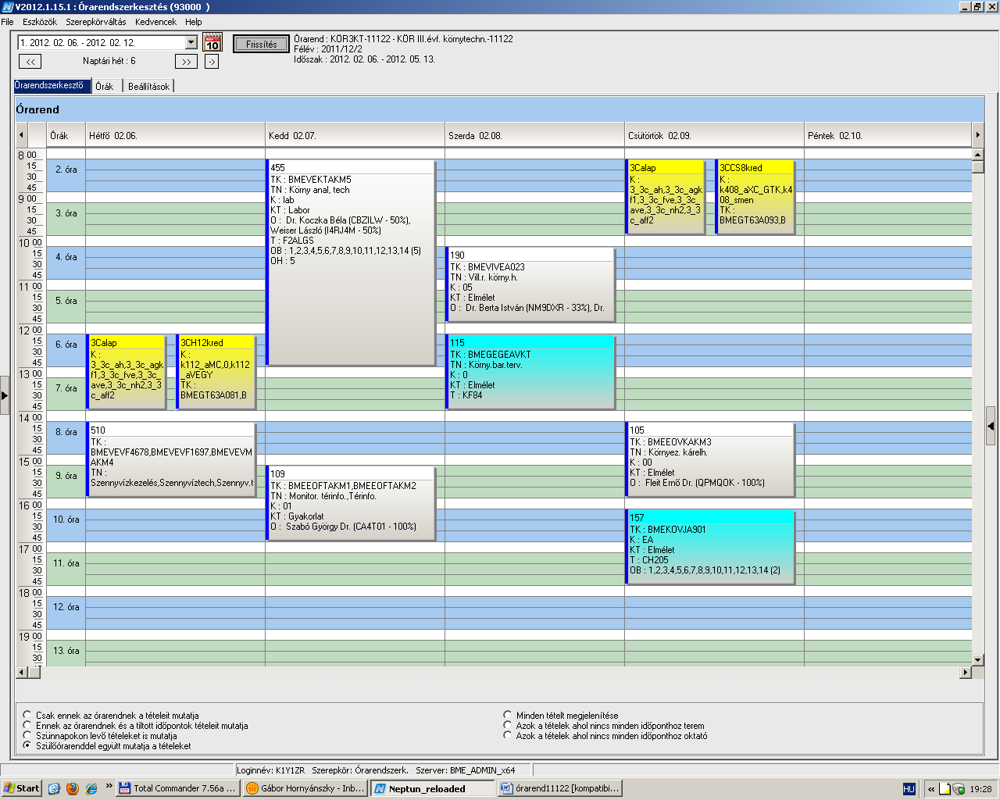 V2012.1.15.1 : Órarendszerkesztés (93000  )
File Eszközök Szerepkörváltás Kedvencek Help
1. 2012. 02. 06. - 2012. 02. 12.
10
Frissítés
Órarend : KÖR3KT-11122 - KÖR III.évf. környtechn.-11122
Félév : 2011/12/2
Időszak : 2012. 02. 06. - 2012. 05. 13.
<< Naptári hét : 6 >> ->
Órarendszerkesztő Órák Beállítások
Órarend
Órák Hétfő 02.06. Kedd 02.07. Szerda 02.08. Csütörtök 02.09. Péntek 02.10.
8 00
15
30
45
9 00
15
30
45
10 00
15
30
45
11 00
15
30
45
12 00
15
30
45
13 00
15
30
45
14 00
15
30
45
15 00
15
30
45
16 00
15
30
45
17 00
15
30
45
18 00
15
30
45
19 00
15
30
2. óra
3. óra
4. óra
5. óra
6. óra
7. óra
8. óra
9. óra
10. óra
11. óra
12. óra
13. óra
3Calap
K :
3_3c_ah,3_3c_agk
f1,3_3c_fve,3_3c_
ave,3_3c_nh2,3_3
c_aff2
3CH12kred
K :
k112_aMC,0,k112
_aVEGY
TK :
BMEGT63A081,B
510
TK :
BMEVEVF4678,BMEVEVF1697,BMEVEVM
AKM4
TN :
Szennyvízkezelés,Szennyvíztech,Szennyv.t
455
TK : BMEVEKTAKM5
TN : Körny anal, tech
K : lab
KT : Labor
O :  Dr. Koczka Béla (CBZILW - 50%),
Weiser László (I4RJ4M - 50%)
T : F2ALGS
OB : 1,2,3,4,5,6,7,8,9,10,11,12,13,14 (5)
OH : 5
109
TK : BMEEOFTAKM1,BMEEOFTAKM2
TN : Monitor. térinfo.,Térinfo.
K : 01
KT : Gyakorlat
O :  Szabó György Dr. (CA4T01 - 100%)
190
TK : BMEVIVEA023
TN : Vill.r. körny.h.
K : 05
KT : Elmélet
O :  Dr. Berta István (NM9DXR - 33%), Dr.
115
TK : BMEGEGEAVKT
TN : Körny.bar.terv.
K : 0
KT : Elmélet
T : KF84
3Calap
K :
3_3c_ah,3_3c_agk
f1,3_3c_fve,3_3c_
ave,3_3c_nh2,3_3
c_aff2
3CCS8kred
K :
k408_aXC_GTK,k4
08_smen
TK :
BMEGT63A093,B
105
TK : BMEEOVKAKM3
TN : Környez. kárelh.
K : 00
KT : Elmélet
O :  Fleit Ernő Dr. (QPMQOK - 100%)
157
TK : BMEKOVJA901
K : EA
KT : Elmélet
T : CH205
OB : 1,2,3,4,5,6,7,8,9,10,11,12,13,14 (2)
Csak ennek az órarendnek a tételeit mutatja
Ennek az órarendnek és a tiltott időpontok tételeit mutatja
Szünnapokon levő tételeket is mutatja
Szülőórarenddel együtt mutatja a tételeket
Minden tételt megjelenítése
Azok a tételek ahol nincs minden időponthoz terem
Azok a tételek ahol nincs minden időponthoz oktató
Loginnév: K1Y1ZR Szerepkör: Órarendszerk. Szerver: BME_ADMIN_x64
Start » Total Commander 7.56a ... Gábor Hornyánszky - Inb... Neptun_reloaded órarend11122 [kompatibi... HU « 19:28